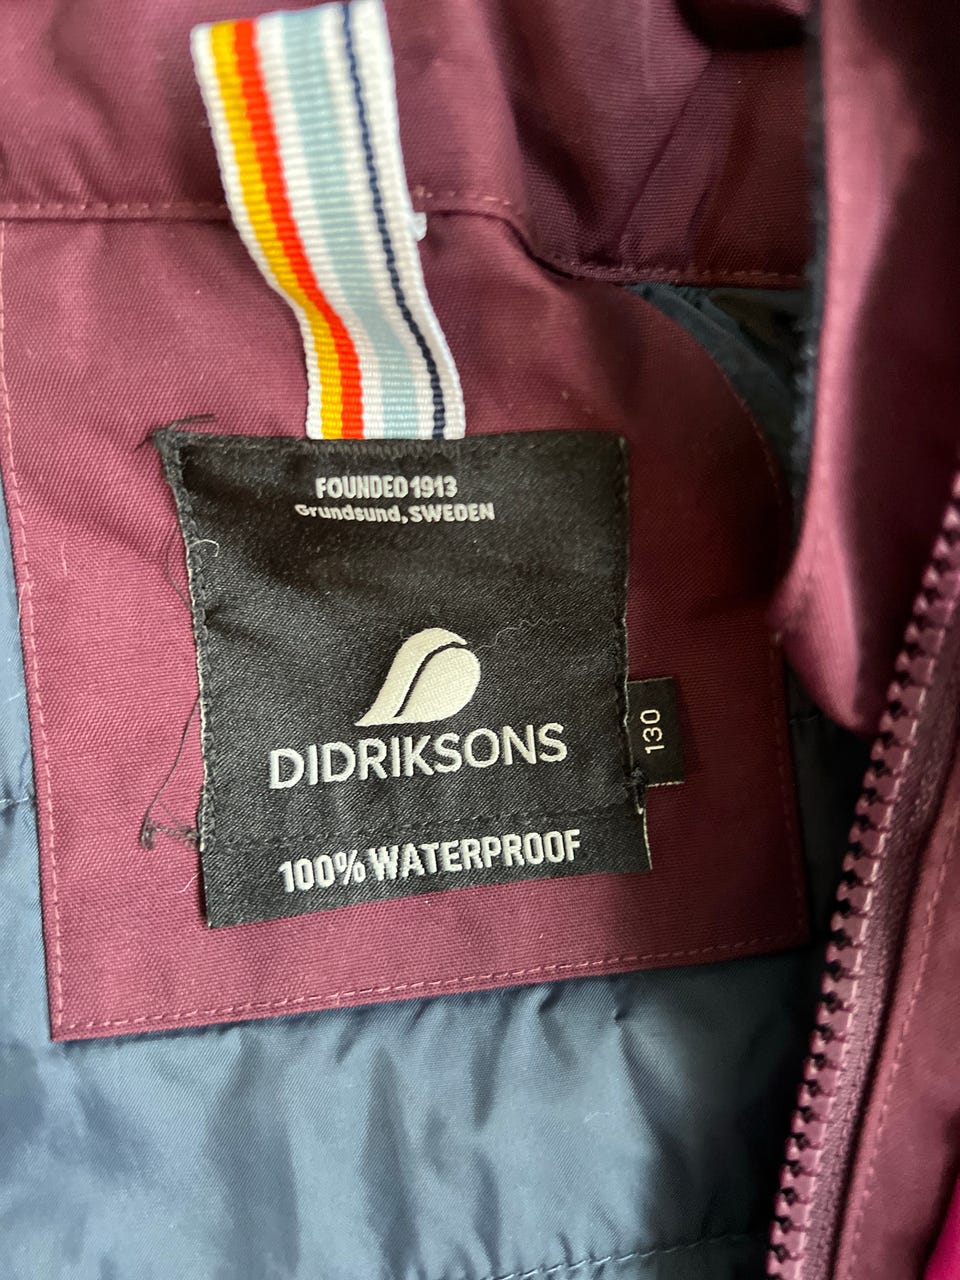 FOUNDED 1913
Grundsund, SWEDEN
DIDRIKSONS
130
100% WATERPROOF